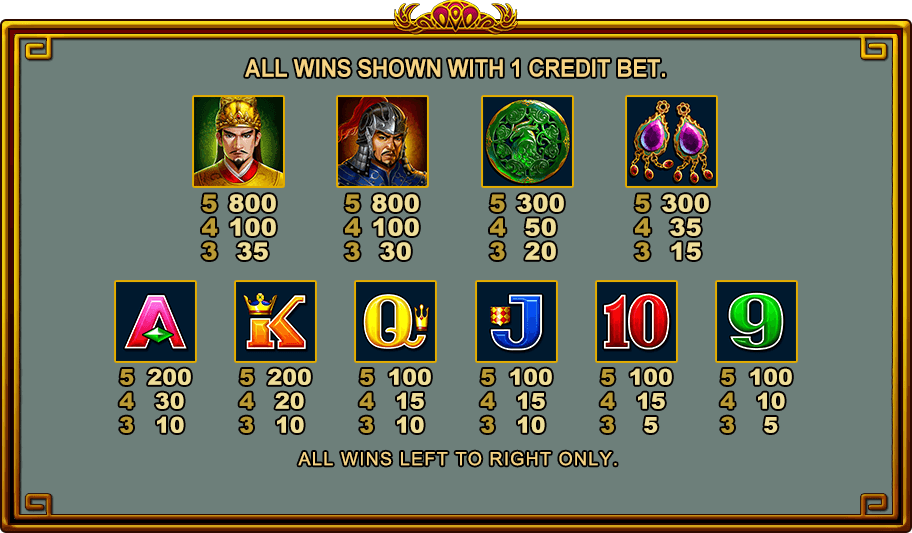 ALL WINS SHOWN WITH 1 CREDIT BET.
5 800 5 800 5 300 5 300
4 100 4 100 4 50 4 35
3 35 3 30 3 20 3 15
A K Q J 10 9
5 200 5 200 5 100 5 100 5 100 5 100
4 30 4 20 4 15 4 15 4 15 4 10
3 10 3 10 3 10 3 10 3 5 3 5
ALL WINS LEFT TO RIGHT ONLY.